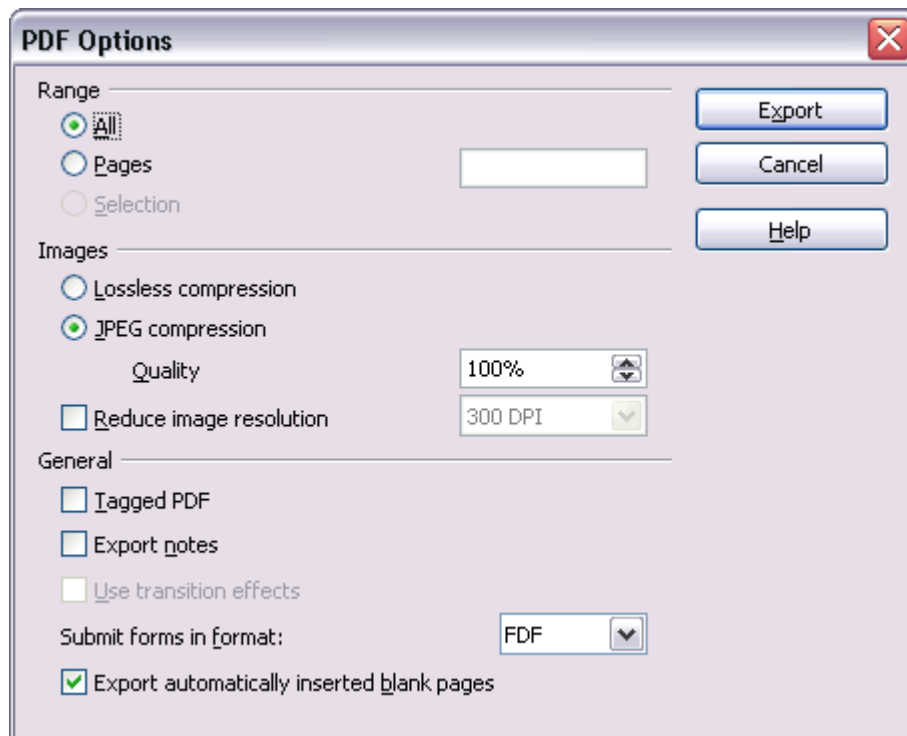 PDF Options
Range
All
Pages
Selection
Export
Cancel
Help
Images
Lossless compression
JPEG compression
Quality 100%
Reduce image resolution 300 DPI
General
Tagged PDF
Export notes
Use transition effects
Submit forms in format: FDF
Export automatically inserted blank pages